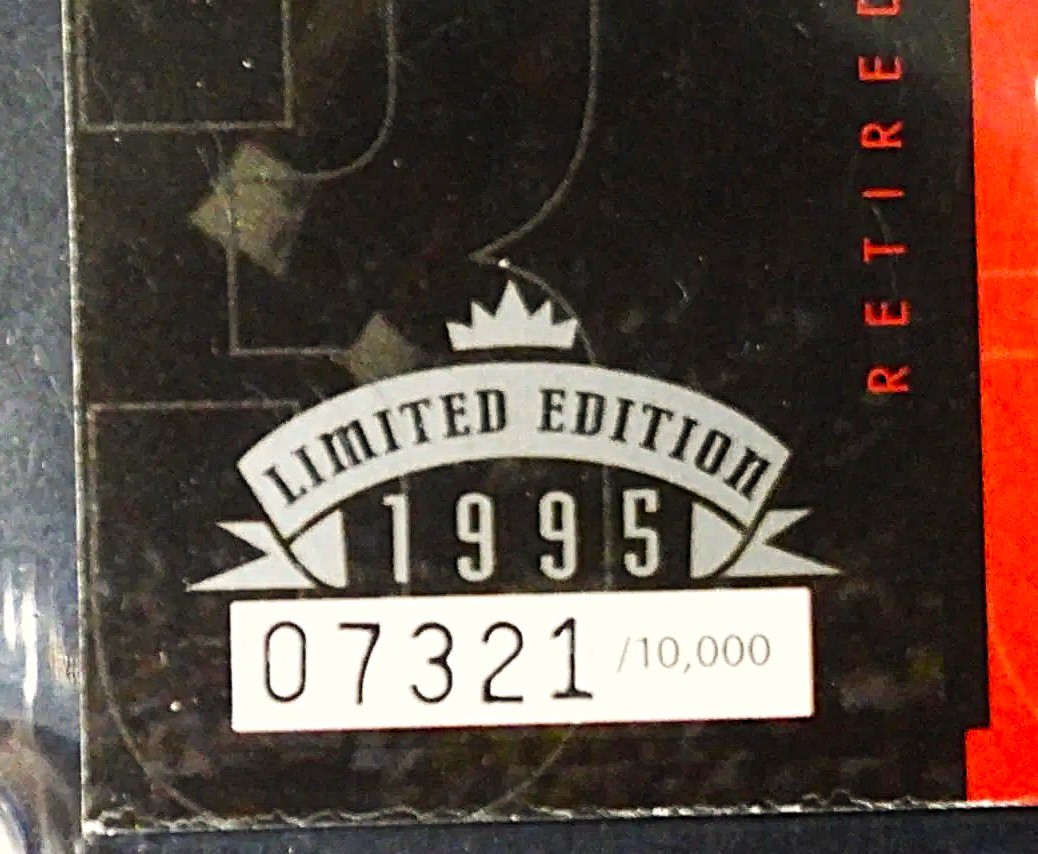 RETIRED
LIMITED EDITION
1995
07321 /10,000